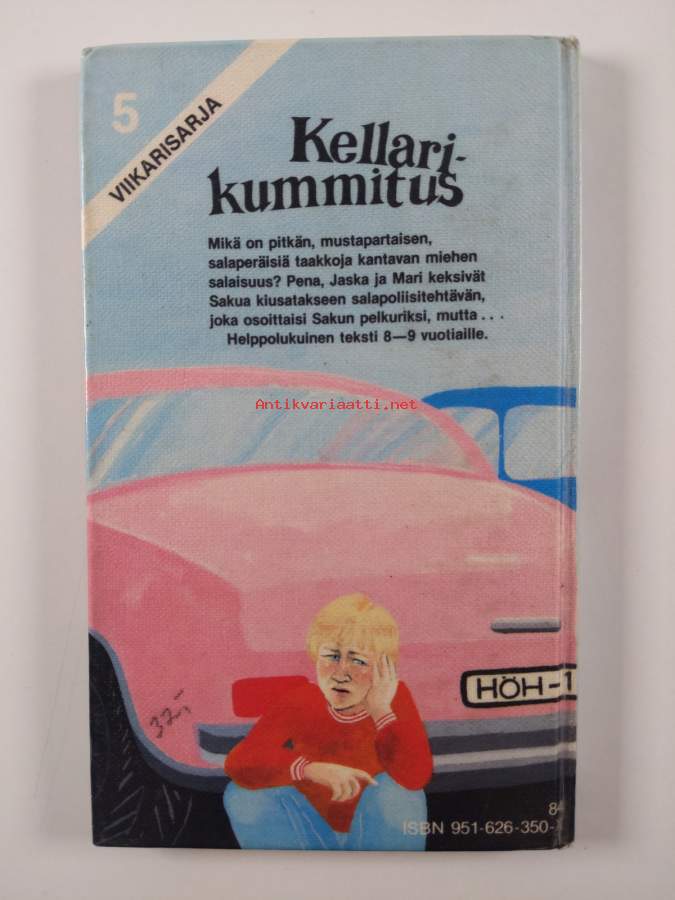 5
VIIKARISARJA
Kellari-
kummitus
Mikä on pitkän, mustapartaisen,
salaperäisiä taakkoja kantavan miehen
salaisuus? Pena, Jaska ja Mari keksivät
Sakua kiusatakseen salapoliisitehtävän,
joka osoittaisi Sakun pelkuriksi, mutta . . .
Helppolukuinen teksti 8—9 vuotiaille.
Antikvariaatti.net
HÖH-1
32,-
ISBN 951-626-350-